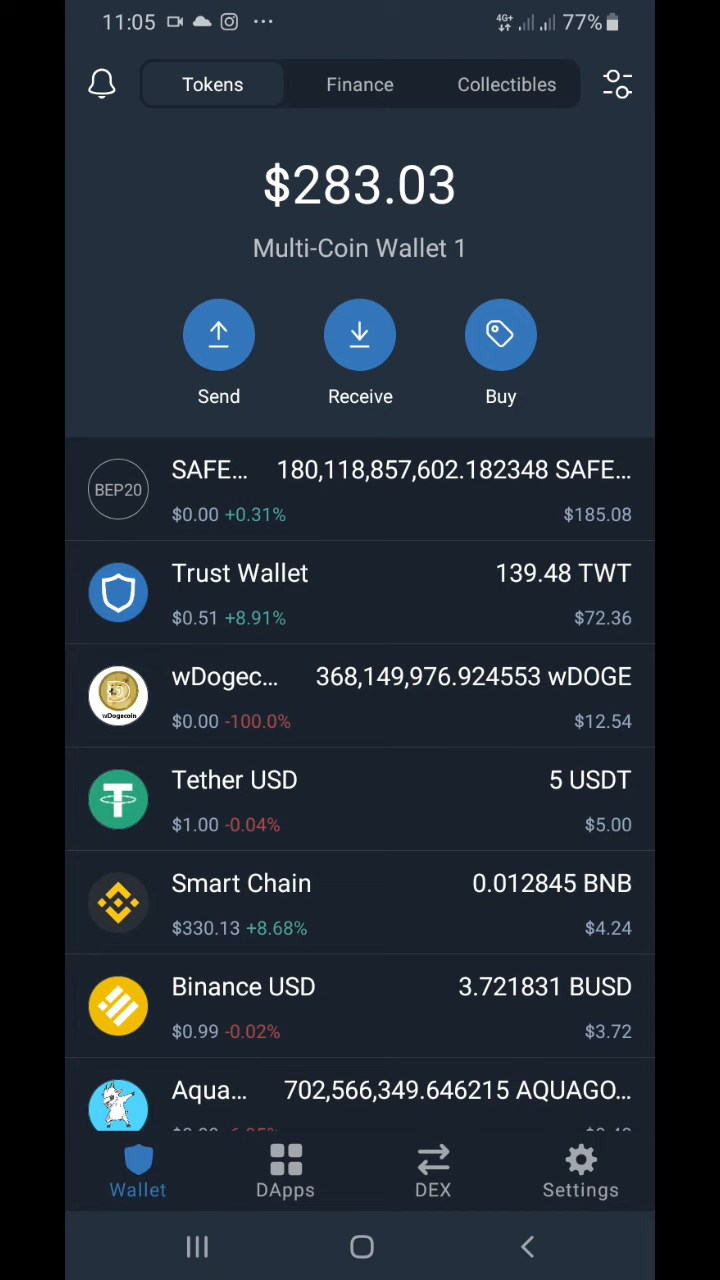 11:05 ... 4G+ 77%
Tokens Finance Collectibles
$283.03
Multi-Coin Wallet 1
Send Receive Buy
BEP20 SAFE... 180,118,857,602.182348 SAFE...
$0.00 +0.31% $185.08
Trust Wallet 139.48 TWT
$0.51 +8.91% $72.36
wDogec... 368,149,976.924553 wDOGE
wDogecoin $0.00 -100.0% $12.54
Tether USD 5 USDT
$1.00 -0.04% $5.00
Smart Chain 0.012845 BNB
$330.13 +8.68% $4.24
Binance USD 3.721831 BUSD
$0.99 -0.02% $3.72
Aqua... 702,566,349.646215 AQUAGO...
Wallet DApps DEX Settings